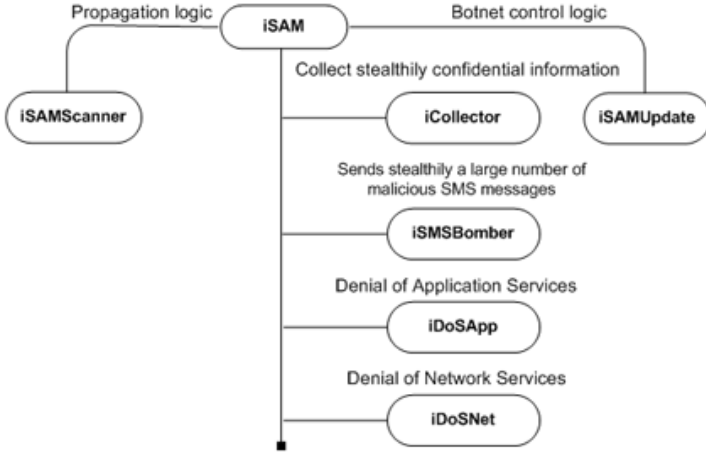 Propagation logic
iSAM
Botnet control logic
Collect stealthily confidential information
iSAMScanner
iCollector
iSAMUpdate
Sends stealthily a large number of
malicious SMS messages
iSMSBomber
Denial of Application Services
iDoSApp
Denial of Network Services
iDoSNet